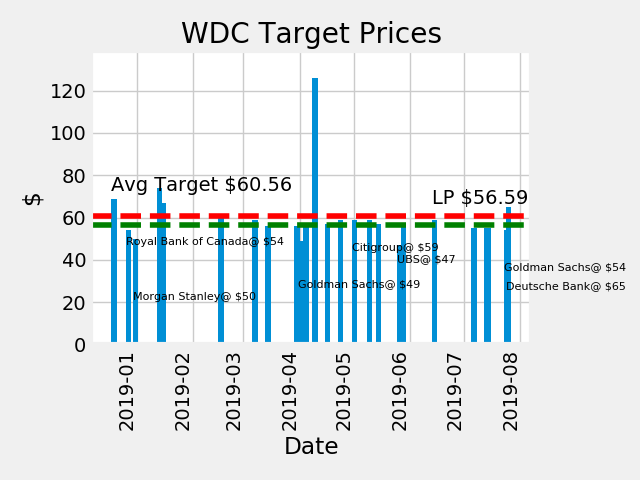 WDC Target Prices
$
120
100
80
60
40
20
0
Avg Target $60.56
LP $56.59
Royal Bank of Canada@ $54
Citigroup@ $59
UBS@ $47
Goldman Sachs@ $54
Goldman Sachs@ $49
Deutsche Bank@ $65
Morgan Stanley@ $50
2019-01
2019-02
2019-03
2019-04
2019-05
2019-06
2019-07
2019-08
Date